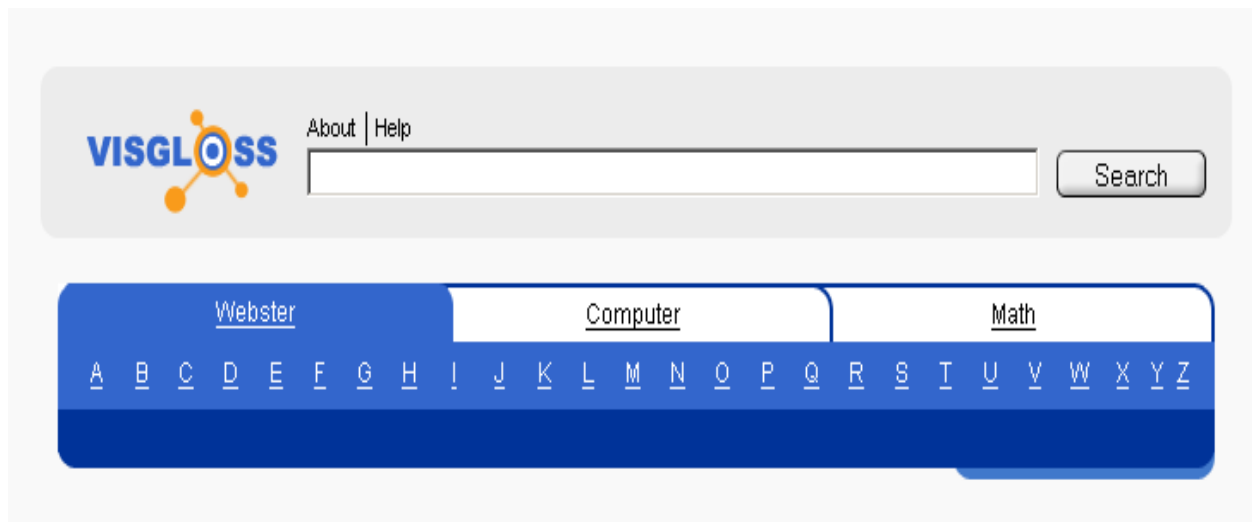 About | Help
VISGLOSS
Search
Webster Computer Math
A B C D E F G H I J K L M N O P Q R S T U V W X Y Z